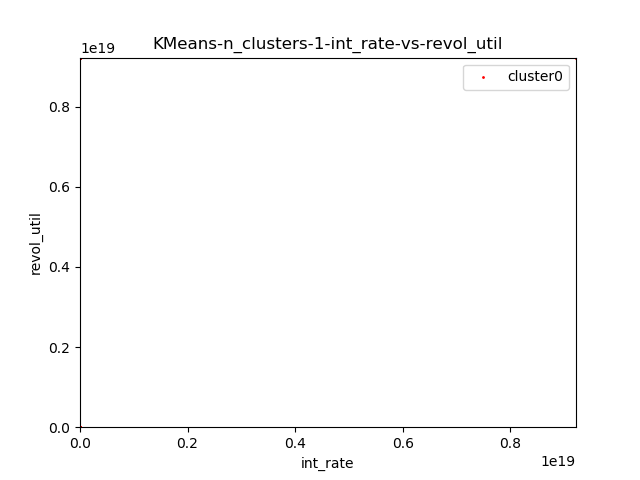 KMeans-n_clusters-1-int_rate-vs-revol_util
1e19
cluster0
0.8
0.6
0.4
0.2
0.0
revol_util
0.0 0.2 0.4 0.6 0.8
int_rate
1e19